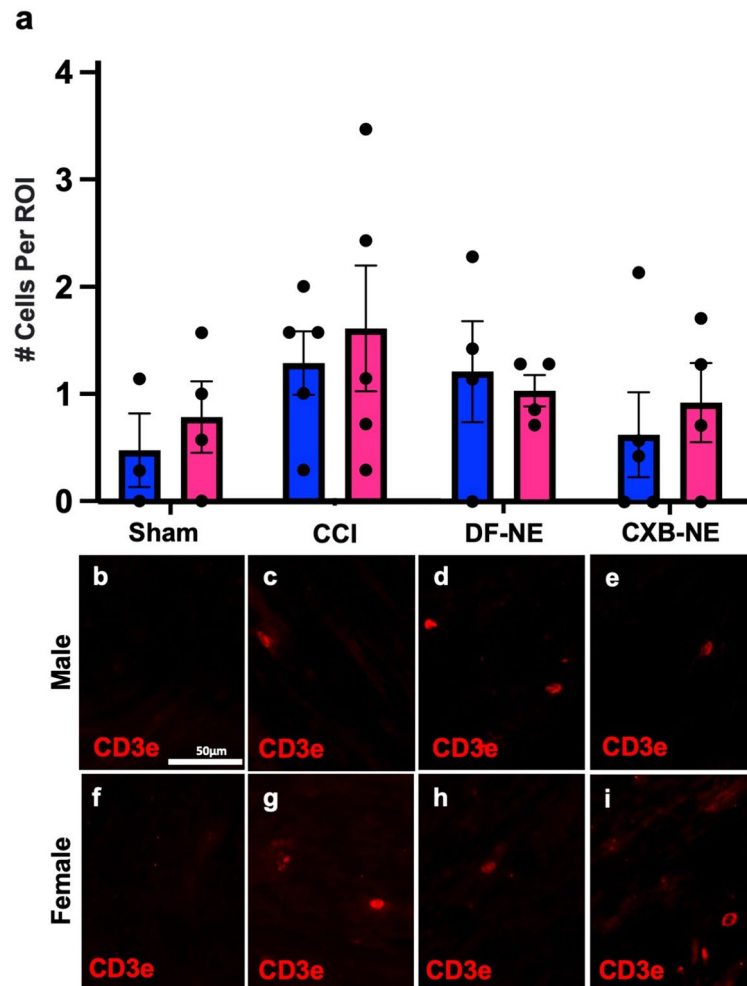 a
# Cells Per ROI
4
3
2
1
0
Sham CCI DF-NE CXB-NE
Male
b c d e
CD3e 50μm CD3e CD3e CD3e
Female
f g h i
CD3e CD3e CD3e CD3e